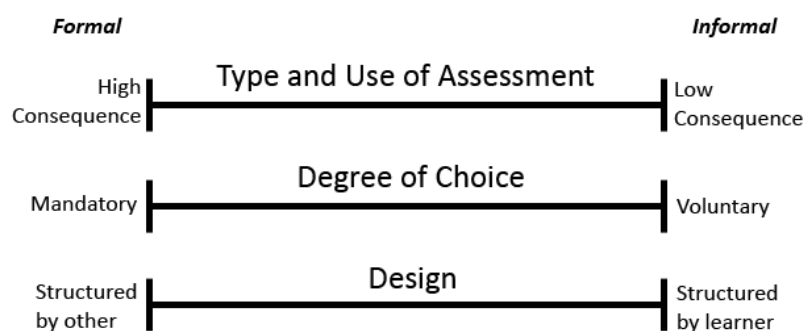 Formal
Informal
Type and Use of Assessment
High
Consequence
Low
Consequence
Degree of Choice
Mandatory
Voluntary
Design
Structured
by other
Structured
by learner